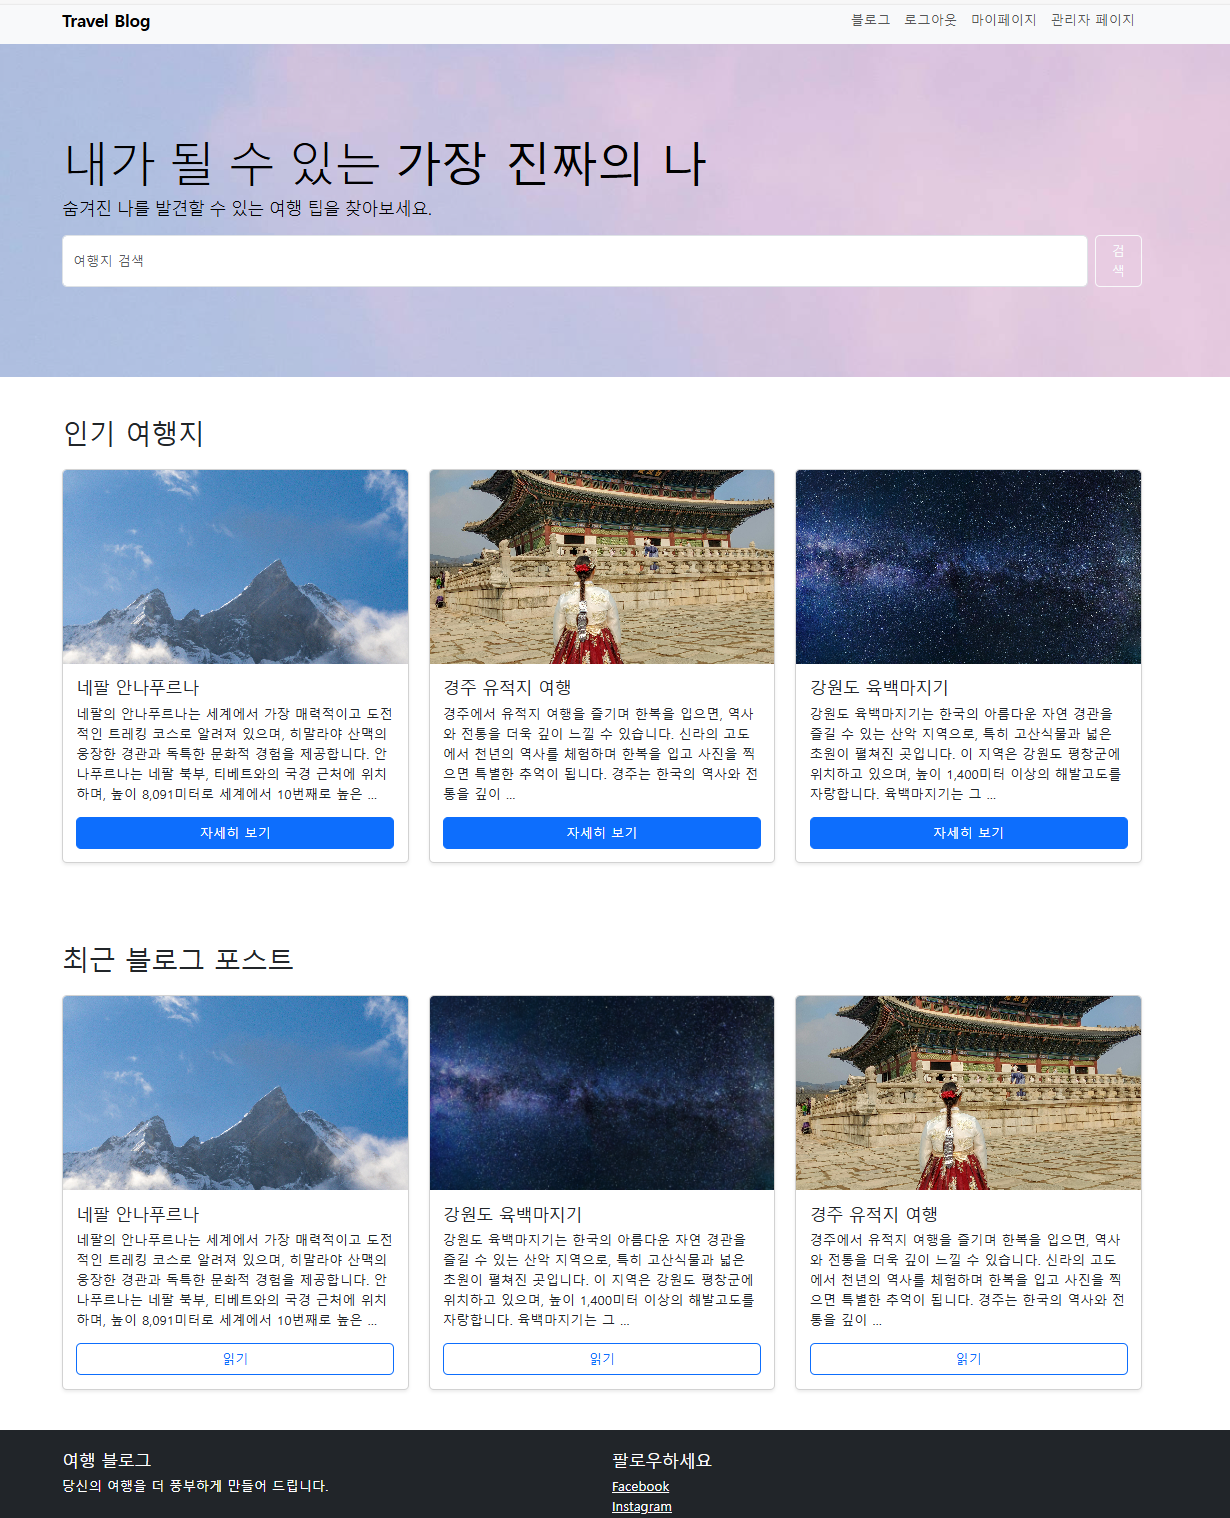 Travel Blog
블로그 로그아웃 마이페이지 관리자 페이지
내가 될 수 있는 가장 진짜의 나
숨겨진 나를 발견할 수 있는 여행 팁을 찾아보세요.
여행지 검색
검
색
인기 여행지
네팔 안나푸르나
네팔의 안나푸르나는 세계에서 가장 매력적이고 도전
적인 트레킹 코스로 알려져 있으며, 히말라야 산맥의
웅장한 경관과 독특한 문화적 경험을 제공합니다. 안
나푸르나는 네팔 북부, 티베트와의 국경 근처에 위치
하며, 높이 8,091미터로 세계에서 10번째로 높은 ...
자세히 보기
경주 유적지 여행
경주에서 유적지 여행을 즐기며 한복을 입으면, 역사
와 전통을 더욱 깊이 느낄 수 있습니다. 신라의 고도
에서 천년의 역사를 체험하며 한복을 입고 사진을 찍
으면 특별한 추억이 됩니다. 경주는 한국의 역사와 전
통을 깊이 ...
자세히 보기
강원도 육백마지기
강원도 육백마지기는 한국의 아름다운 자연 경관을
즐길 수 있는 산악 지역으로, 특히 고산식물과 넓은
초원이 펼쳐진 곳입니다. 이 지역은 강원도 평창군에
위치하고 있으며, 높이 1,400미터 이상의 해발고도를
자랑합니다. 육백마지기는 그 ...
자세히 보기
최근 블로그 포스트
네팔 안나푸르나
네팔의 안나푸르나는 세계에서 가장 매력적이고 도전
적인 트레킹 코스로 알려져 있으며, 히말라야 산맥의
웅장한 경관과 독특한 문화적 경험을 제공합니다. 안
나푸르나는 네팔 북부, 티베트와의 국경 근처에 위치
하며, 높이 8,091미터로 세계에서 10번째로 높은 ...
읽기
강원도 육백마지기
강원도 육백마지기는 한국의 아름다운 자연 경관을
즐길 수 있는 산악 지역으로, 특히 고산식물과 넓은
초원이 펼쳐진 곳입니다. 이 지역은 강원도 평창군에
위치하고 있으며, 높이 1,400미터 이상의 해발고도를
자랑합니다. 육백마지기는 그 ...
읽기
경주 유적지 여행
경주에서 유적지 여행을 즐기며 한복을 입으면, 역사
와 전통을 더욱 깊이 느낄 수 있습니다. 신라의 고도
에서 천년의 역사를 체험하며 한복을 입고 사진을 찍
으면 특별한 추억이 됩니다. 경주는 한국의 역사와 전
통을 깊이 ...
읽기
여행 블로그
당신의 여행을 더 풍부하게 만들어 드립니다.
팔로우하세요
Facebook
Instagram